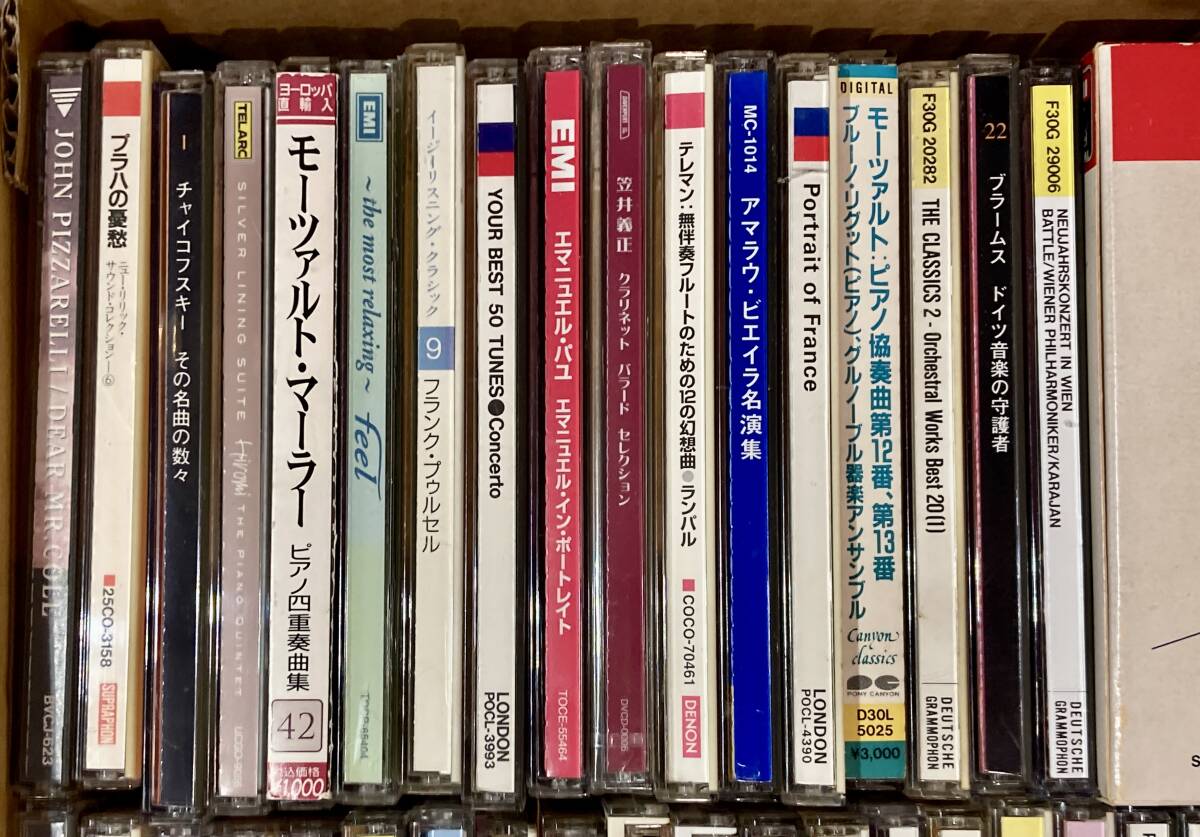 JOHN PIZZARELLI / DEAR MR.COLE
BVCJ-623
プラハの憂愁
ニュー・リリック・
サウンド・コレクション—⑥
25CO-3158
SUPRAPHON
I チャイコフスキー その名曲の数々
TELARC
SILVER LINING SUITE Hiromi THE PIANO QUINTET
ヨーロッパ
直輸入
モーツァルト・マーラー ピアノ四重奏曲集
42
税込価格
¥1,000
EMI
~ the most relaxing ~ feel
イージーリスニング・クラシック
9
フランク・プゥルセル
YOUR BEST 50 TUNES●Concerto
LONDON
POCL-3993
EMI
エマニュエル・パユ エマニュエル・イン・ポートレイト
TOCE-55464
笠井義正 クラリネット バラード セレクション
DVCD-0006
テレマン:無伴奏フルートのための12の幻想曲●ランパル
COCO-70461
DENON
MC-1014 アマラウ・ビエイラ名演集
Portrait of France
LONDON
POCL-4390
DIGITAL
モーツァルト:ピアノ協奏曲第12番、第13番
ブルーノ・リグット(ピアノ)、グルノーブル器楽アンサンブル
Canyon
classics
PONY CANYON
D30L
5025
¥3,000
F30G 20282
THE CLASSICS 2 - Orchestral Works Best 20(1)
DEUTSCHE
GRAMMOPHON
22 ブラームス ドイツ音楽の守護者
F30G 29006
NEUJAHRSKONZERT IN WIEN
BATTLE/WIENER PHILHARMONIKER/KARAJAN
DEUTSCHE
GRAMMOPHON
S